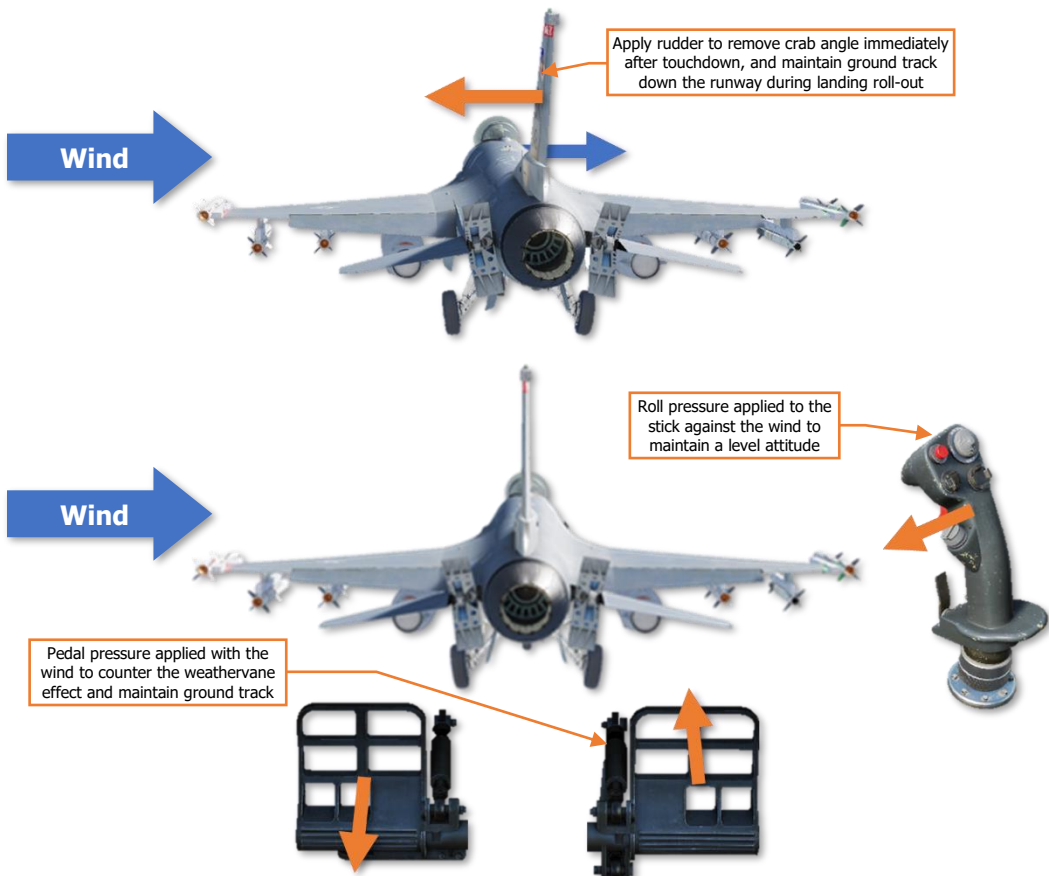 Apply rudder to remove crab angle immediately
after touchdown, and maintain ground track
down the runway during landing roll-out
Wind
Roll pressure applied to the
stick against the wind to
maintain a level attitude
Wind
Pedal pressure applied with the
wind to counter the weathervane
effect and maintain ground track